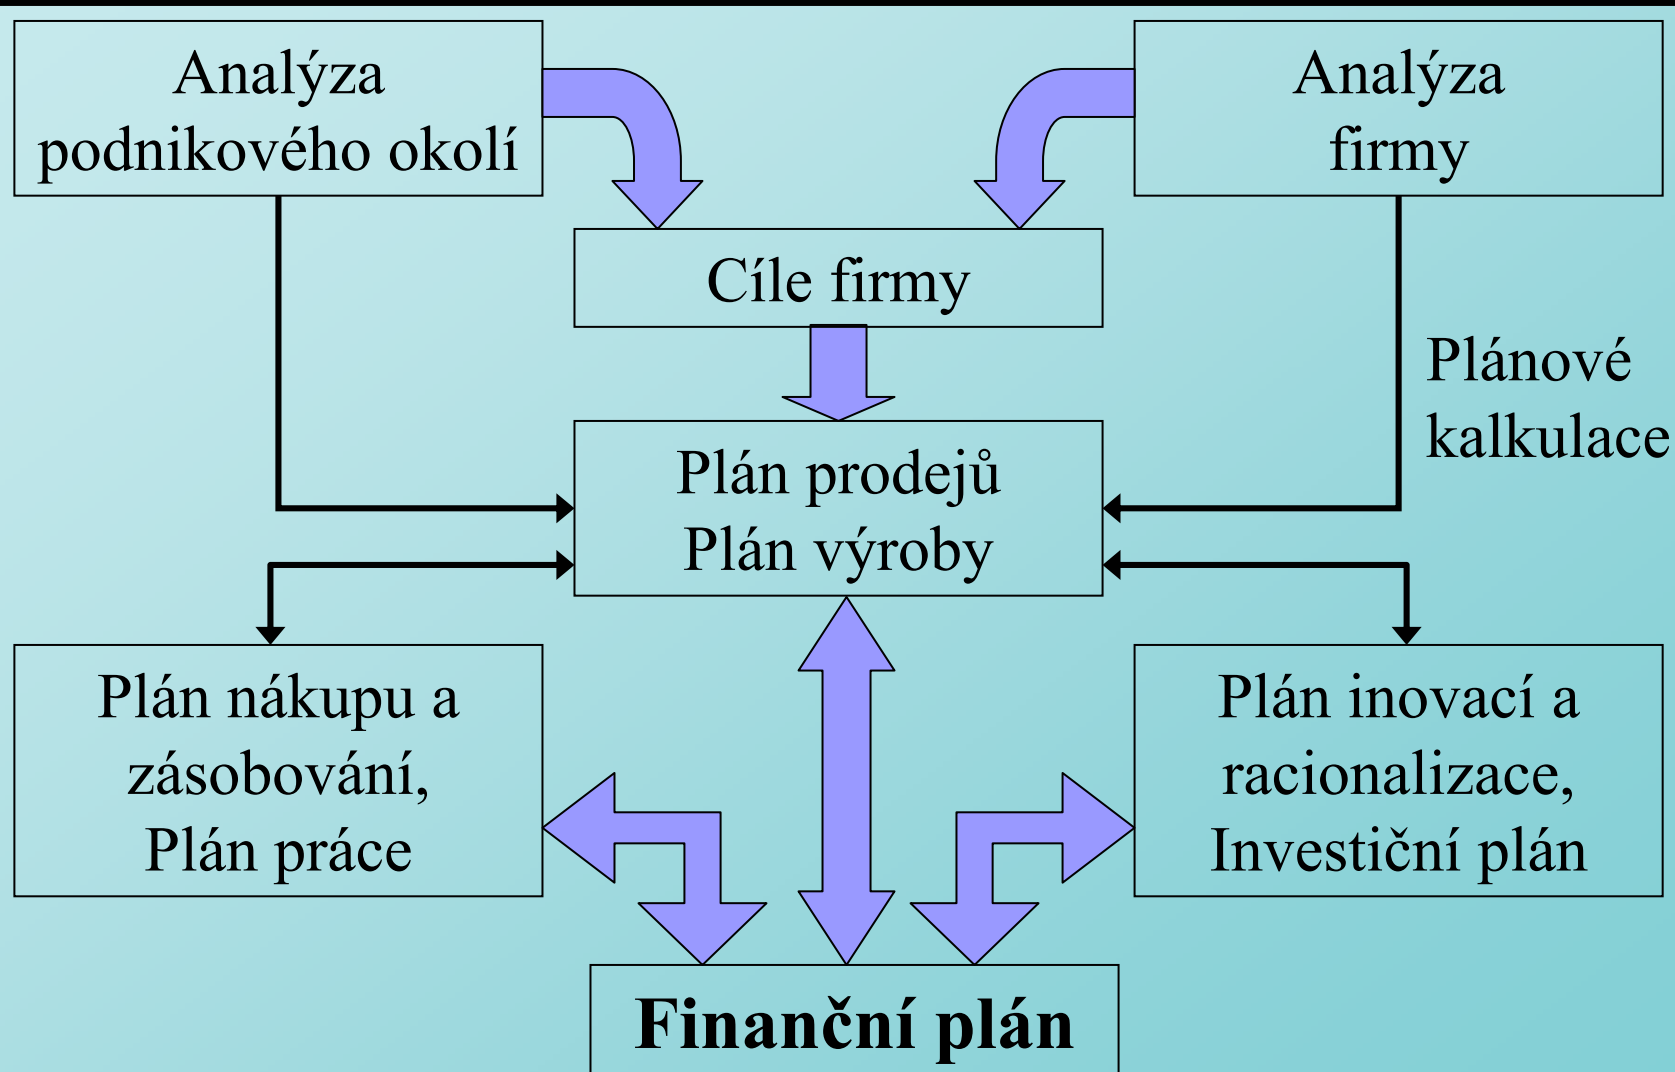 Analýza
podnikového okolí
Analýza
firmy
Cíle firmy
Plánové
kalkulace
Plán prodejů
Plán výroby
Plán nákupu a
zásobování,
Plán práce
Plán inovací a
racionalizace,
Investiční plán
Finanční plán